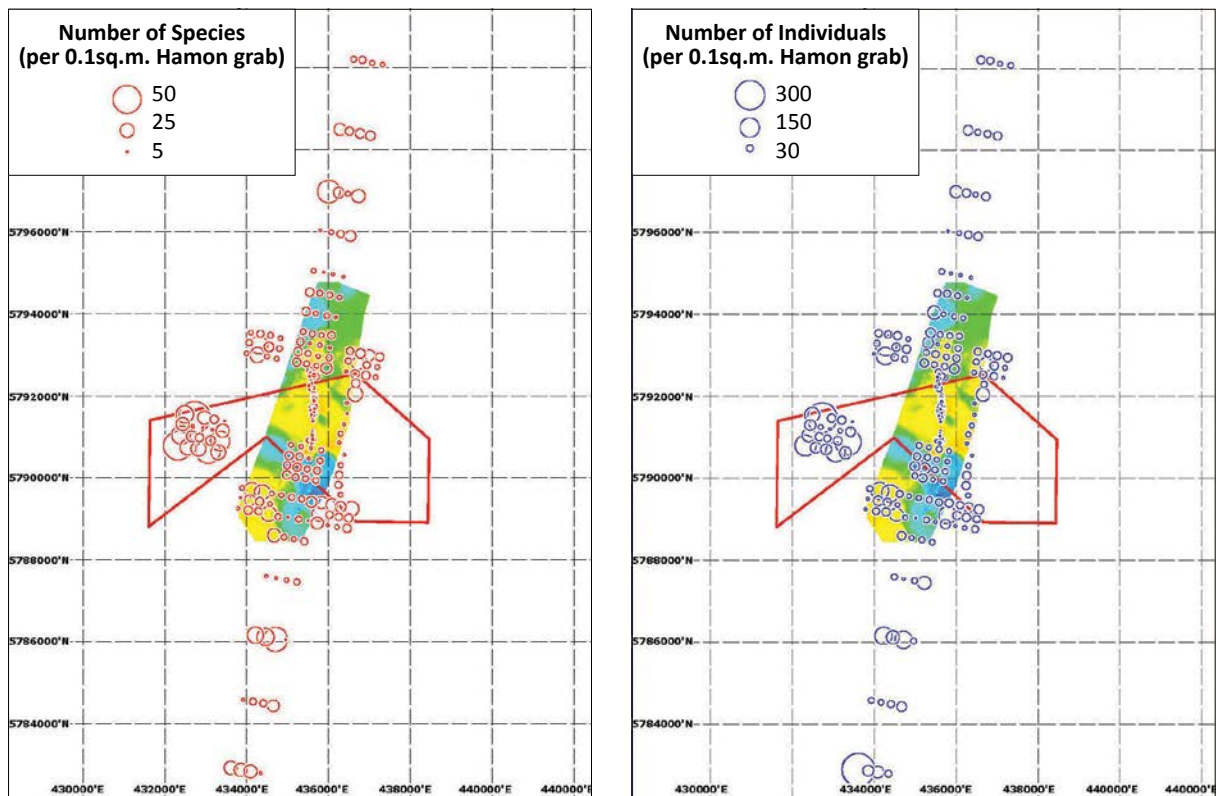 Number of Species
(per 0.1sq.m. Hamon grab)
50
25
5
5796000'N
5794000'N
5792000'N
5790000'N
5788000'N
5786000'N
5784000'N
430000'E
432000'E
434000'E
436000'E
438000'E
440000'E
440000'E
Number of Individuals
(per 0.1sq.m. Hamon grab)
300
150
30
5796000'N
5794000'N
5792000'N
5790000'N
5788000'N
5786000'N
5784000'N
430000'E
434000'E
436000'E
438000'E
440000'E
440000'E